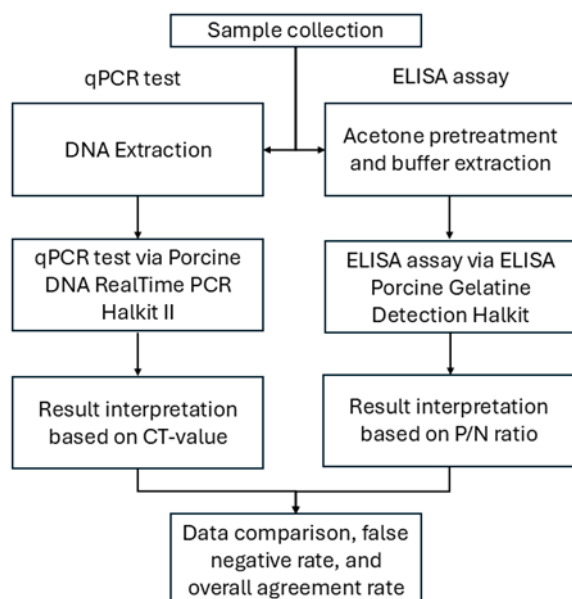 Sample collection
qPCR test
ELISA assay
DNA Extraction
Acetone pretreatment
and buffer extraction
qPCR test via Porcine
DNA RealTime PCR
Halkit II
ELISA assay via ELISA
Porcine Gelatine
Detection Halkit
Result interpretation
based on CT-value
Result interpretation
based on P/N ratio
Data comparison, false
negative rate, and
overall agreement rate